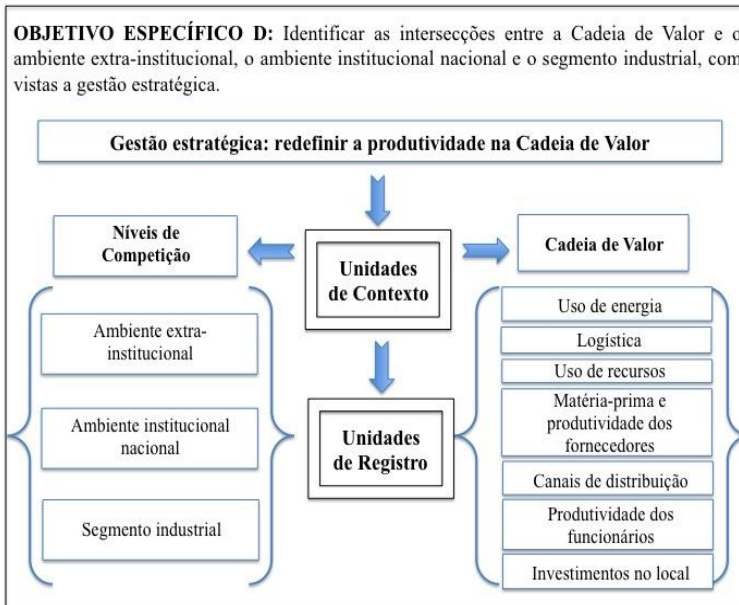 OBJETIVO ESPECÍFICO D: Identificar as intersecções entre a Cadeia de Valor e o
ambiente extra-institucional, o ambiente institucional nacional e o segmento industrial, com
vistas a gestão estratégica.
Gestão estratégica: redefinir a produtividade na Cadeia de Valor
Níveis de
Competição
Unidades
de Contexto
Cadeia de Valor
Ambiente extra-
institucional
Ambiente institucional
nacional
Segmento industrial
Unidades
de Registro
Uso de energia
Logística
Uso de recursos
Matéria-prima e
produtividade dos
fornecedores
Canais de distribuição
Produtividade dos
funcionários
Investimentos no local